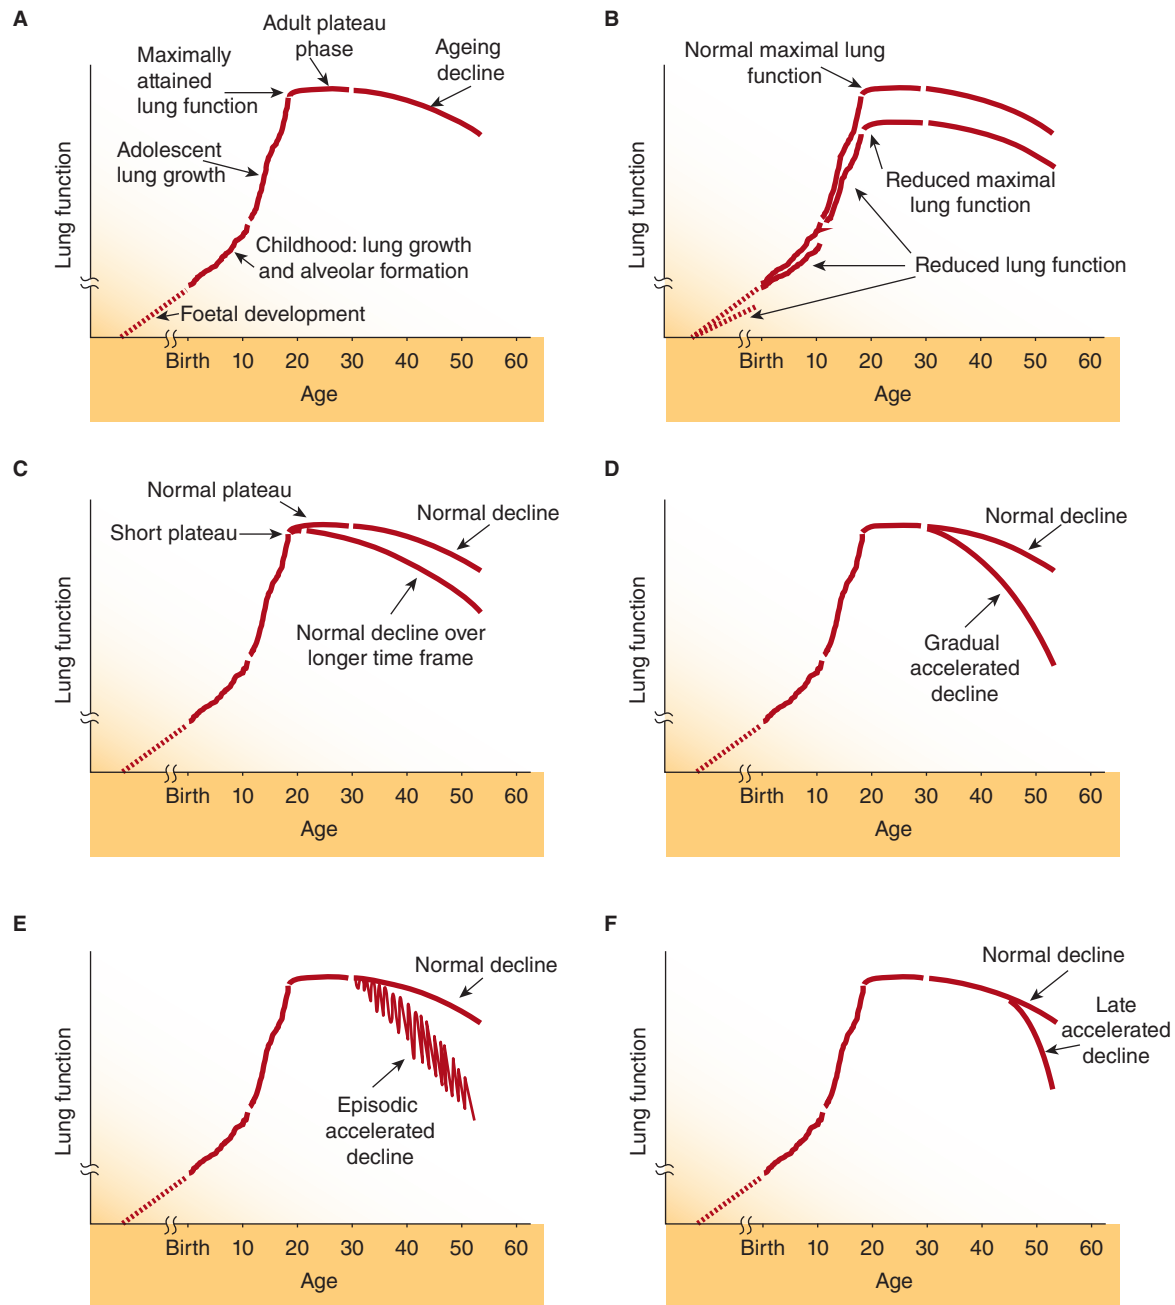 A
Adult plateau
phase
Maximally
attained
lung function
Ageing
decline
Adolescent
lung growth
Childhood: lung growth
and alveolar formation
Foetal development
Lung function
Birth 10 20 30 40 50 60
Age
B
Normal maximal lung
function
Reduced maximal
lung function
Reduced lung function
Lung function
Birth 10 20 30 40 50 60
Age
C
Normal plateau
Short plateau
Normal decline
Normal decline over
longer time frame
Lung function
Birth 10 20 30 40 50 60
Age
D
Normal decline
Gradual
accelerated
decline
Lung function
Birth 10 20 30 40 50 60
Age
E
Normal decline
Episodic
accelerated
decline
Lung function
Birth 10 20 30 40 50 60
Age
F
Normal decline
Late
accelerated
decline
Lung function
Birth 10 20 30 40 50 60
Age